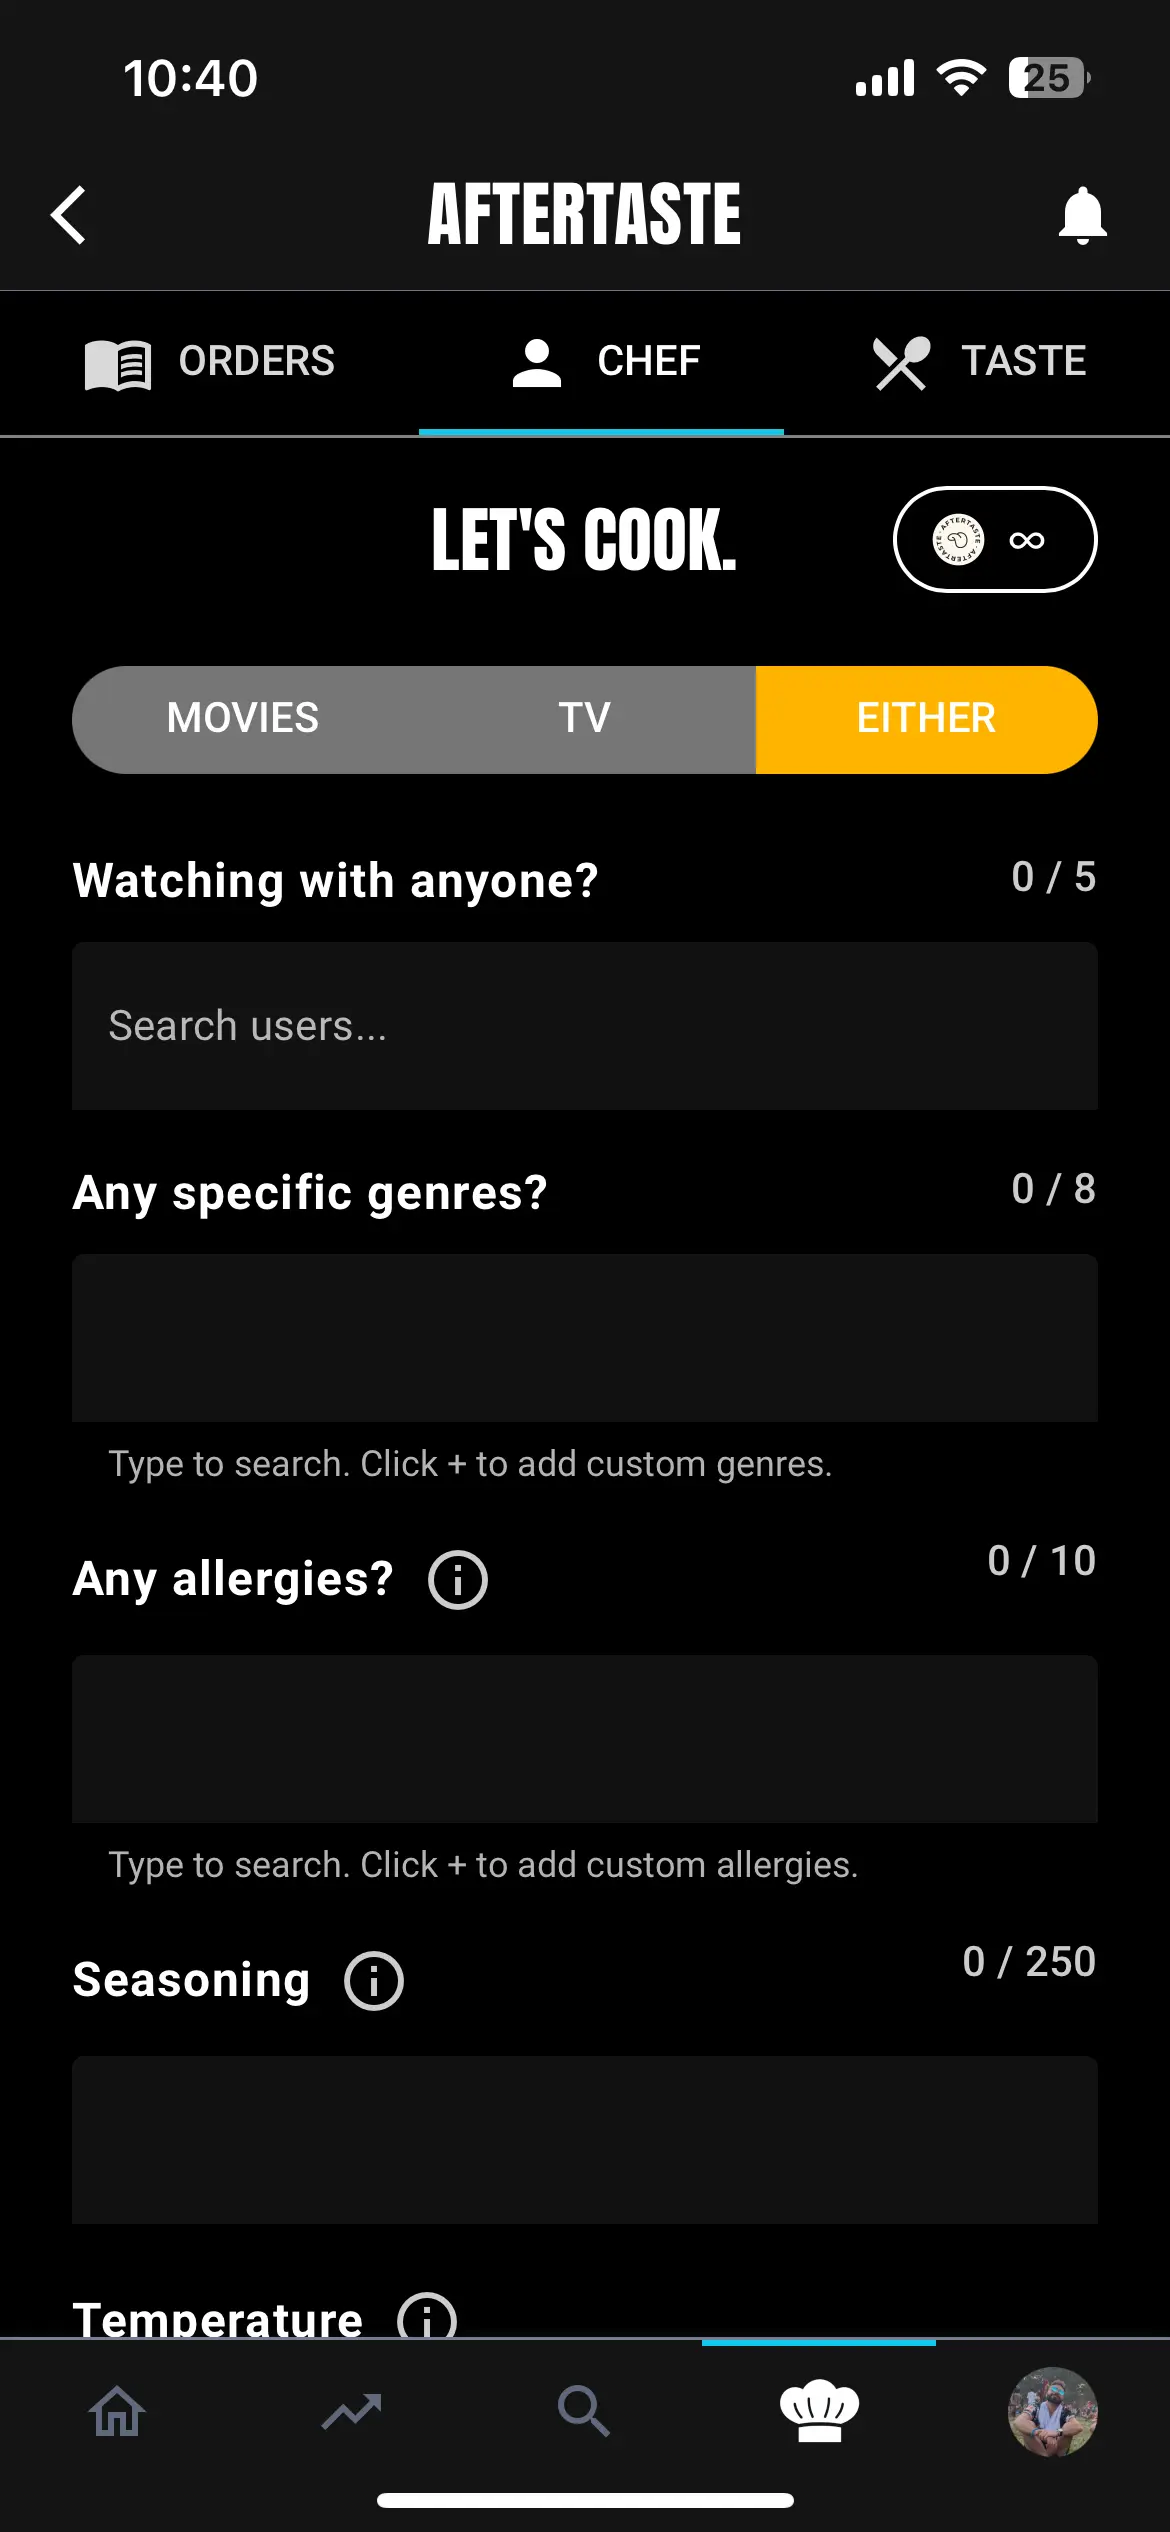 10:40
25
AFTERTASTE
ORDERS
CHEF
TASTE
LET'S COOK.
AFTERTASTE · AFTERTASTE ·
∞
MOVIES
TV
EITHER
Watching with anyone?
0 / 5
Search users...
Any specific genres?
0 / 8
Type to search. Click + to add custom genres.
Any allergies?
i
0 / 10
Type to search. Click + to add custom allergies.
Seasoning
i
0 / 250
Temperature
i